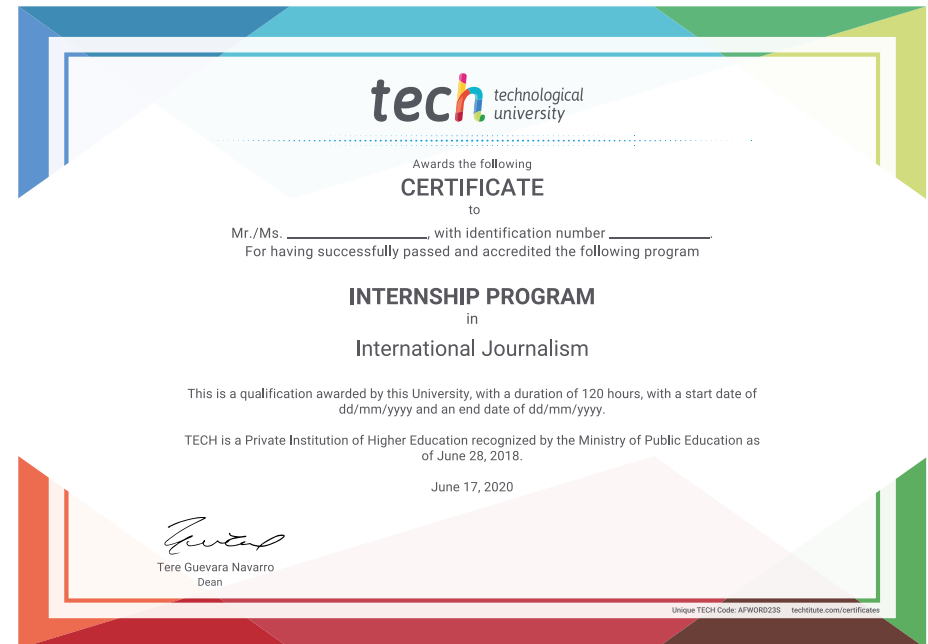 tech technological
university
Awards the following
CERTIFICATE
to
Mr./Ms. ____________________, with identification number ______________.
For having successfully passed and accredited the following program
INTERNSHIP PROGRAM
in
International Journalism
This is a qualification awarded by this University, with a duration of 120 hours, with a start date of
dd/mm/yyyy and an end date of dd/mm/yyyy.
TECH is a Private Institution of Higher Education recognized by the Ministry of Public Education as
of June 28, 2018.
June 17, 2020
Tere Guevara Navarro
Dean
Unique TECH Code: AFWORD23S techtitute.com/certificates